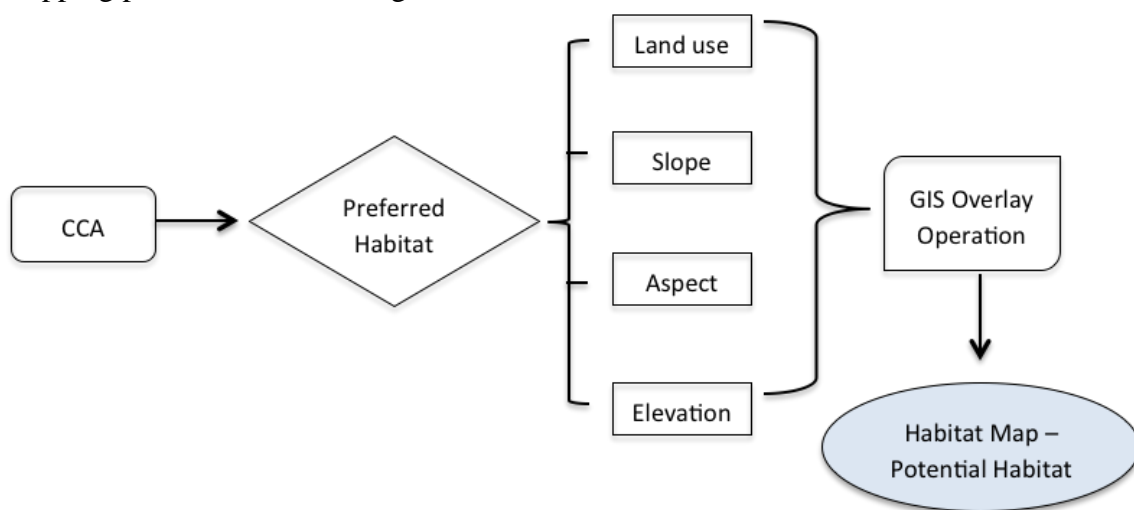 CCA
Preferred
Habitat
Land use
Slope
Aspect
Elevation
GIS Overlay
Operation
Habitat Map –
Potential Habitat